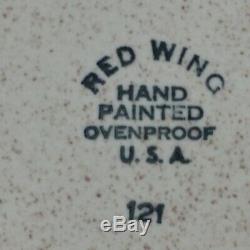 RED WING
HAND
PAINTED
OVENPROOF
U.S.A.
121